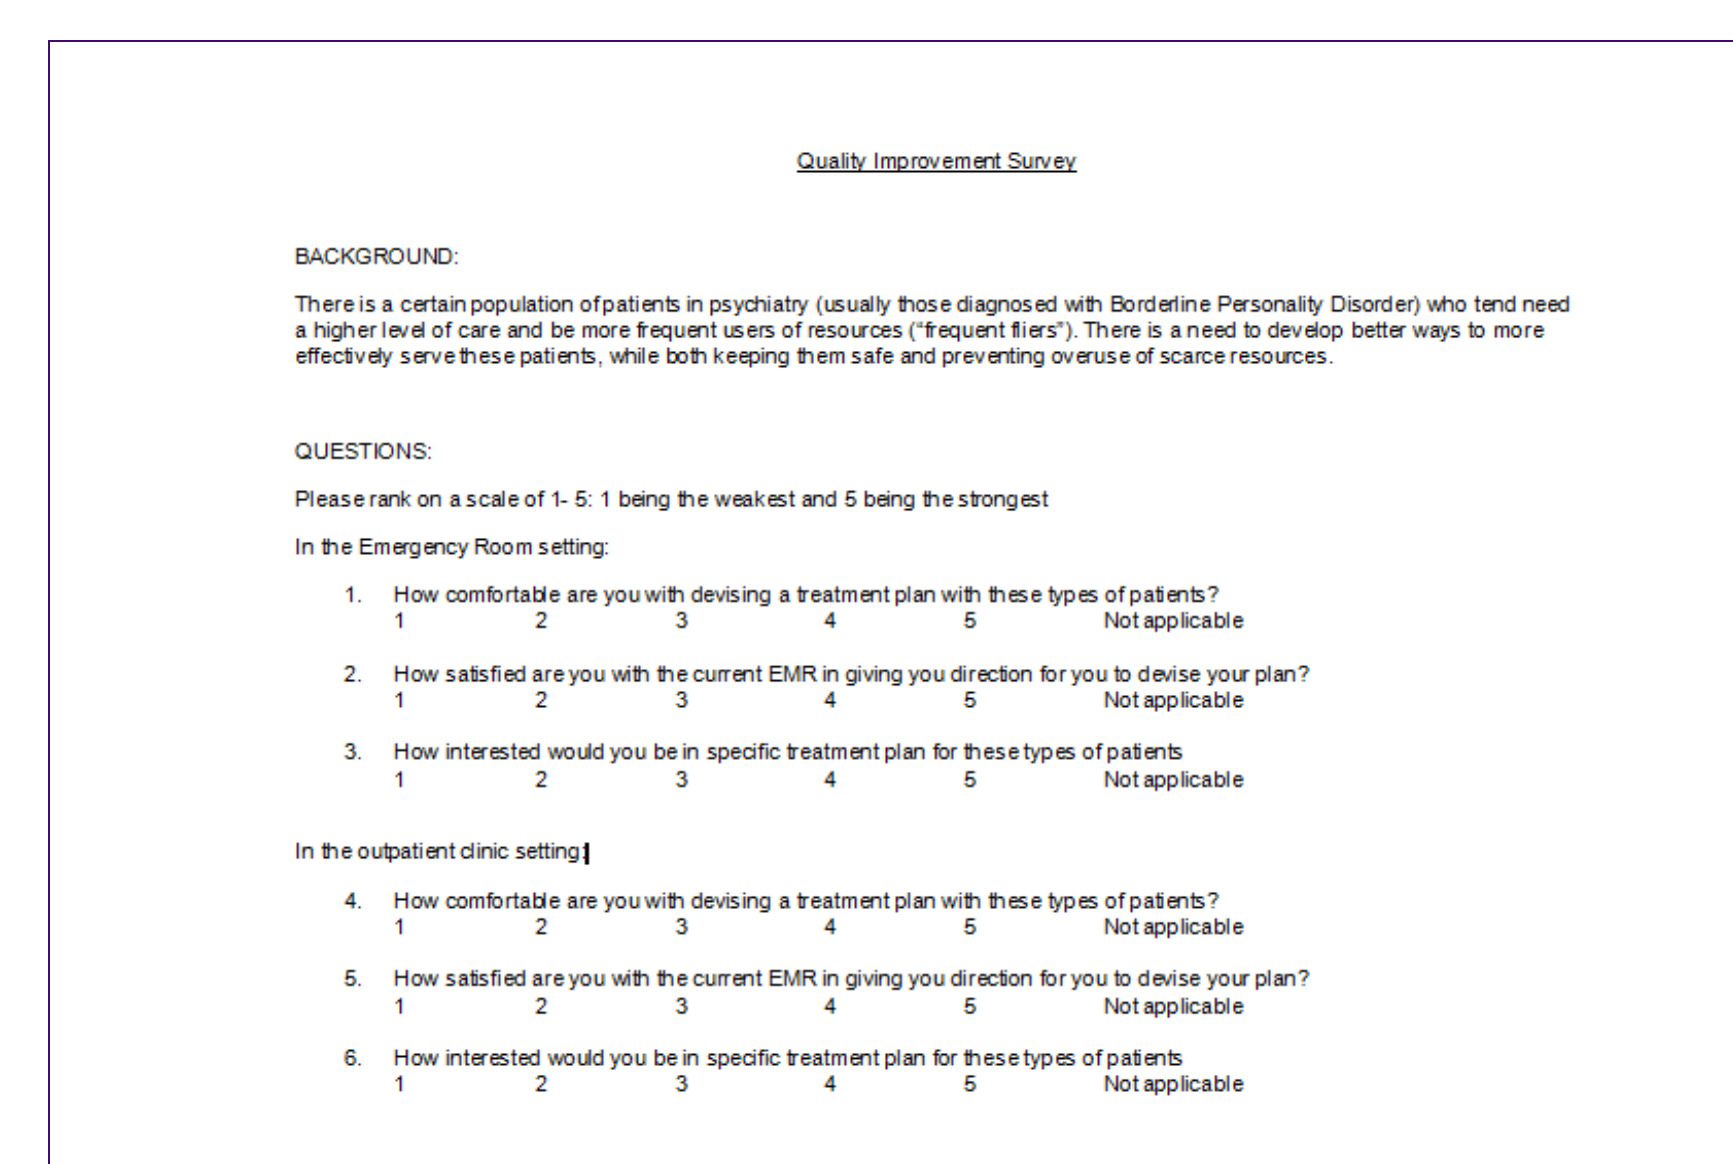 Quality Improvement Survey
BACKGROUND:
There is a certain population of patients in psychiatry (usually those diagnosed with Borderline Personality Disorder) who tend need
a higher level of care and be more frequent users of resources (“frequent fliers”). There is a need to develop better ways to more
effectively serve these patients, while both keeping them safe and preventing overuse of scarce resources.
QUESTIONS:
Please rank on a scale of 1- 5: 1 being the weakest and 5 being the strongest
In the Emergency Room setting:
1. How comfortable are you with devising a treatment plan with these types of patients?
1 2 3 4 5 Not applicable
2. How satisfied are you with the current EMR in giving you direction for you to devise your plan?
1 2 3 4 5 Not applicable
3. How interested would you be in specific treatment plan for these types of patients
1 2 3 4 5 Not applicable
In the outpatient clinic setting:
4. How comfortable are you with devising a treatment plan with these types of patients?
1 2 3 4 5 Not applicable
5. How satisfied are you with the current EMR in giving you direction for you to devise your plan?
1 2 3 4 5 Not applicable
6. How interested would you be in specific treatment plan for these types of patients
1 2 3 4 5 Not applicable